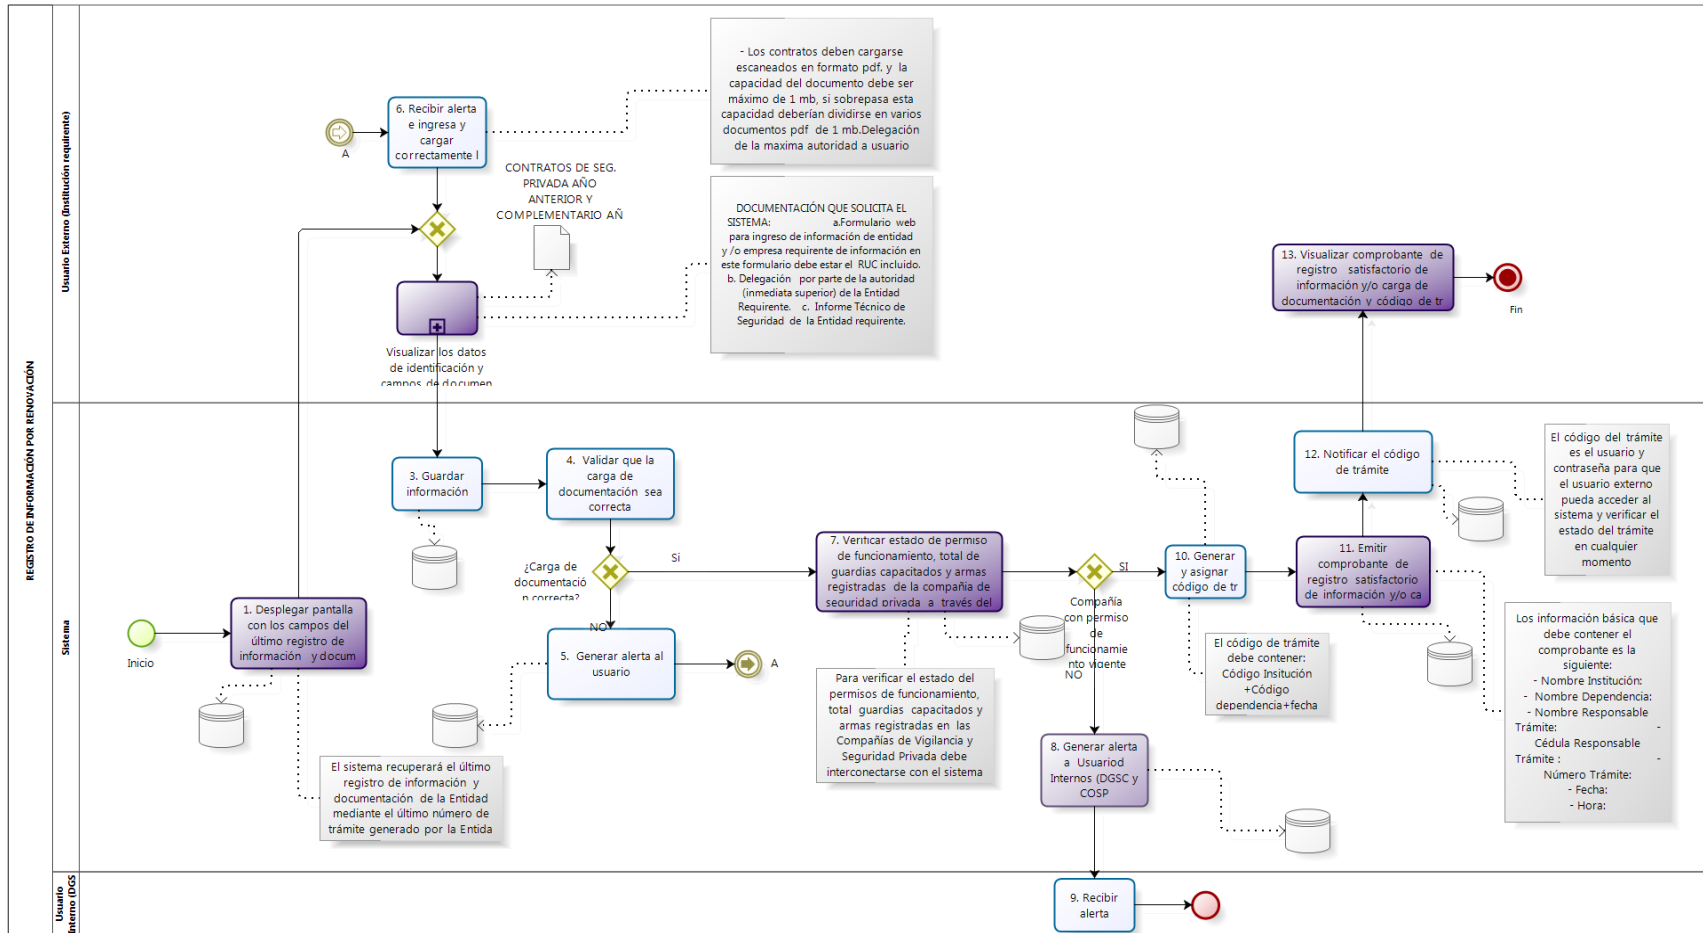 REGISTRO DE INFORMACIÓN POR RENOVACIÓN
Usuario Externo (Institución requirente)
A
6. Recibir alerta
e ingresa y
cargar
correctamente l
- Los contratos deben cargarse
escaneados en formato pdf. y la
capacidad del documento debe ser
máximo de 1 mb, si sobrepasa esta
capacidad deberían dividirse en varios
documentos pdf de 1 mb.Delegación
de la maxima autoridad a usuario
CONTRATOS DE SEG.
PRIVADA AÑO
ANTERIOR Y
COMPLEMENTARIO AÑ
DOCUMENTACIÓN QUE SOLICITA EL
SISTEMA: a.Formulario web
para ingreso de información de entidad
y /o empresa requirente de información en
este formulario debe estar el RUC incluido.
b. Delegación por parte de la autoridad
(inmediata superior) de la Entidad
Requirente. c. Informe Técnico de
Seguridad de la Entidad requirente.
Visualizar los datos
de identificación y
campos de documen
13. Visualizar comprobante de
registro satisfactorio de
información y/o carga de
documentación y código de tr
Fin
Sistema
Inicio
1. Desplegar pantalla
con los campos del
último registro de
información y docum
El sistema recuperará el último
registro de información y
documentación de la Entidad
mediante el último número de
trámite generado por la Entida
3. Guardar
información
4. Validar que la
carga de
documentación sea
correcta
¿Carga de
documentació
n correcta?
Si
NO
5. Generar alerta al
usuario
A
7. Verificar estado de permiso
de funcionamiento, total de
guardias capacitados y armas
registradas de la compañia de
seguridad privada a través del
Para verificar el estado del
permisos de funcionamiento,
total guardias capacitados y
armas registradas en las
Compañías de Vigilancia y
Seguridad Privada debe
interconectarse con el sistema
SI
Compañía
con permiso
de
funcionamie
nto vigente
NO
8. Generar alerta
a Usuariod
Internos (DGSC y
COSP
10. Generar
y asignar
código de tr
El código de trámite
debe contener:
Código Insitución
+Código
dependencia+fecha
11. Emitir
comprobante de
registro satisfactorio
de información y/o ca
12. Notificar el código
de trámite
El código del trámite
es el usuario y
contraseña para que
el usuario externo
pueda acceder al
sistema y verificar el
estado del trámite
en cualquier
momento
Los información básica que
debe contener el
comprobante es la
siguiente:
- Nombre Institución:
- Nombre Dependencia:
- Nombre Responsable
Trámite: -
Cédula Responsable
Trámite : -
Número Trámite:
- Fecha:
- Hora:
Usuario
Interno (DGS
9. Recibir
alerta